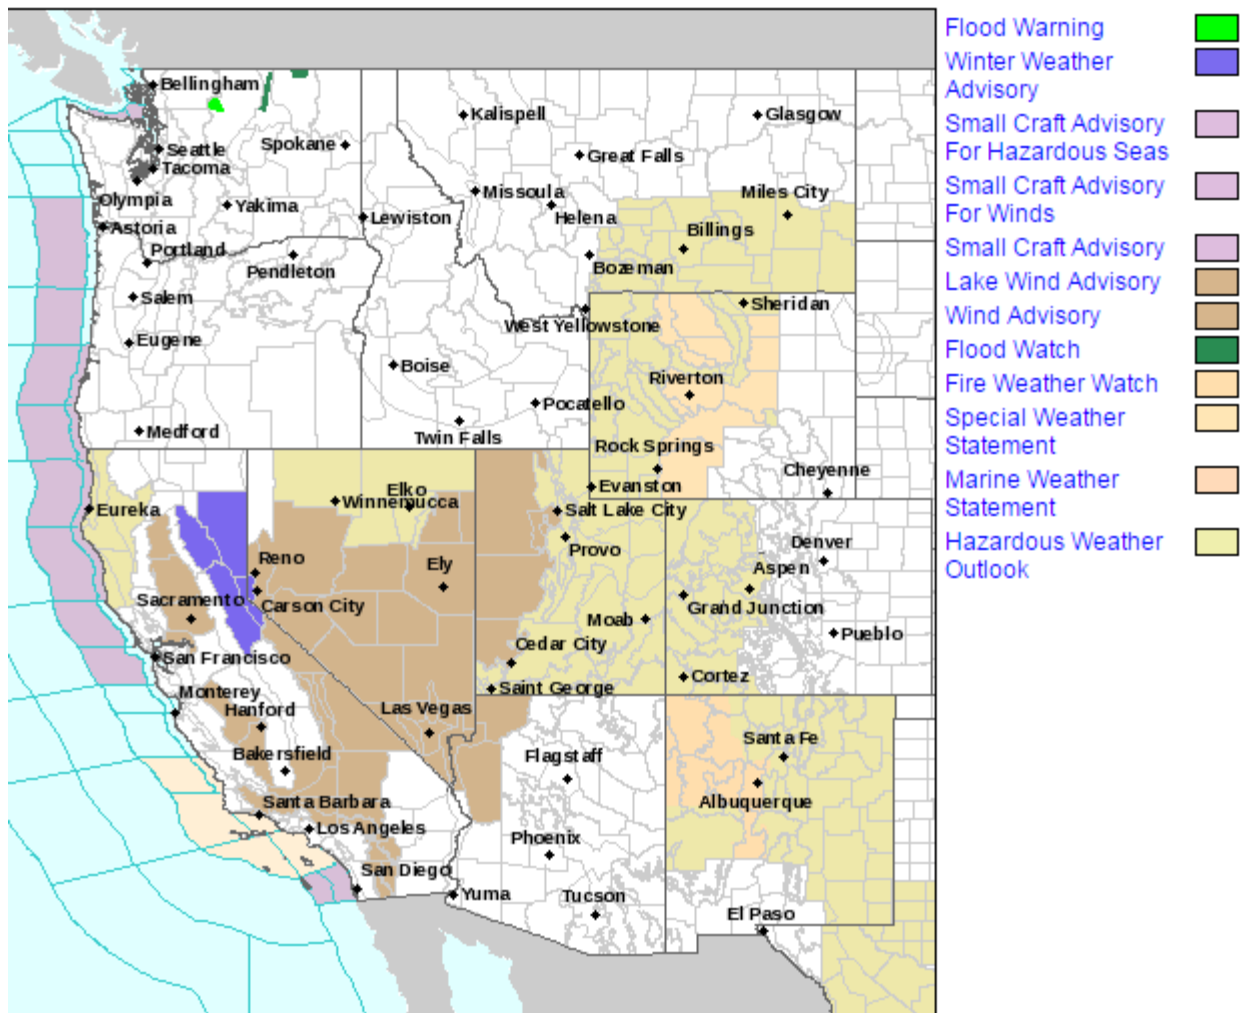 Bellingham
Seattle
Tacoma
Spokane
Olympia
Yakima
Astoria
Portland
Lewiston
Pendleton
Salem
Eugene
Medford
Kalispell
Glasgow
Great Falls
Missoula
Helena
Miles City
Billings
Bozeman
West Yellowstone
Sheridan
Boise
Pocatello
Twin Falls
Riverton
Rock Springs
Evanston
Cheyenne
Eureka
Elko
Winnemucca
Salt Lake City
Provo
Reno
Ely
Carson City
Sacramento
San Francisco
Denver
Aspen
Grand Junction
Moab
Pueblo
Cedar City
Saint George
Cortez
Monterey
Hanford
Las Vegas
Bakersfield
Santa Barbara
Los Angeles
San Diego
Flagstaff
Santa Fe
Albuquerque
Phoenix
Yuma
Tucson
El Paso
Flood Warning
Winter Weather
Advisory
Small Craft Advisory
For Hazardous Seas
Small Craft Advisory
For Winds
Small Craft Advisory
Lake Wind Advisory
Wind Advisory
Flood Watch
Fire Weather Watch
Special Weather
Statement
Marine Weather
Statement
Hazardous Weather
Outlook